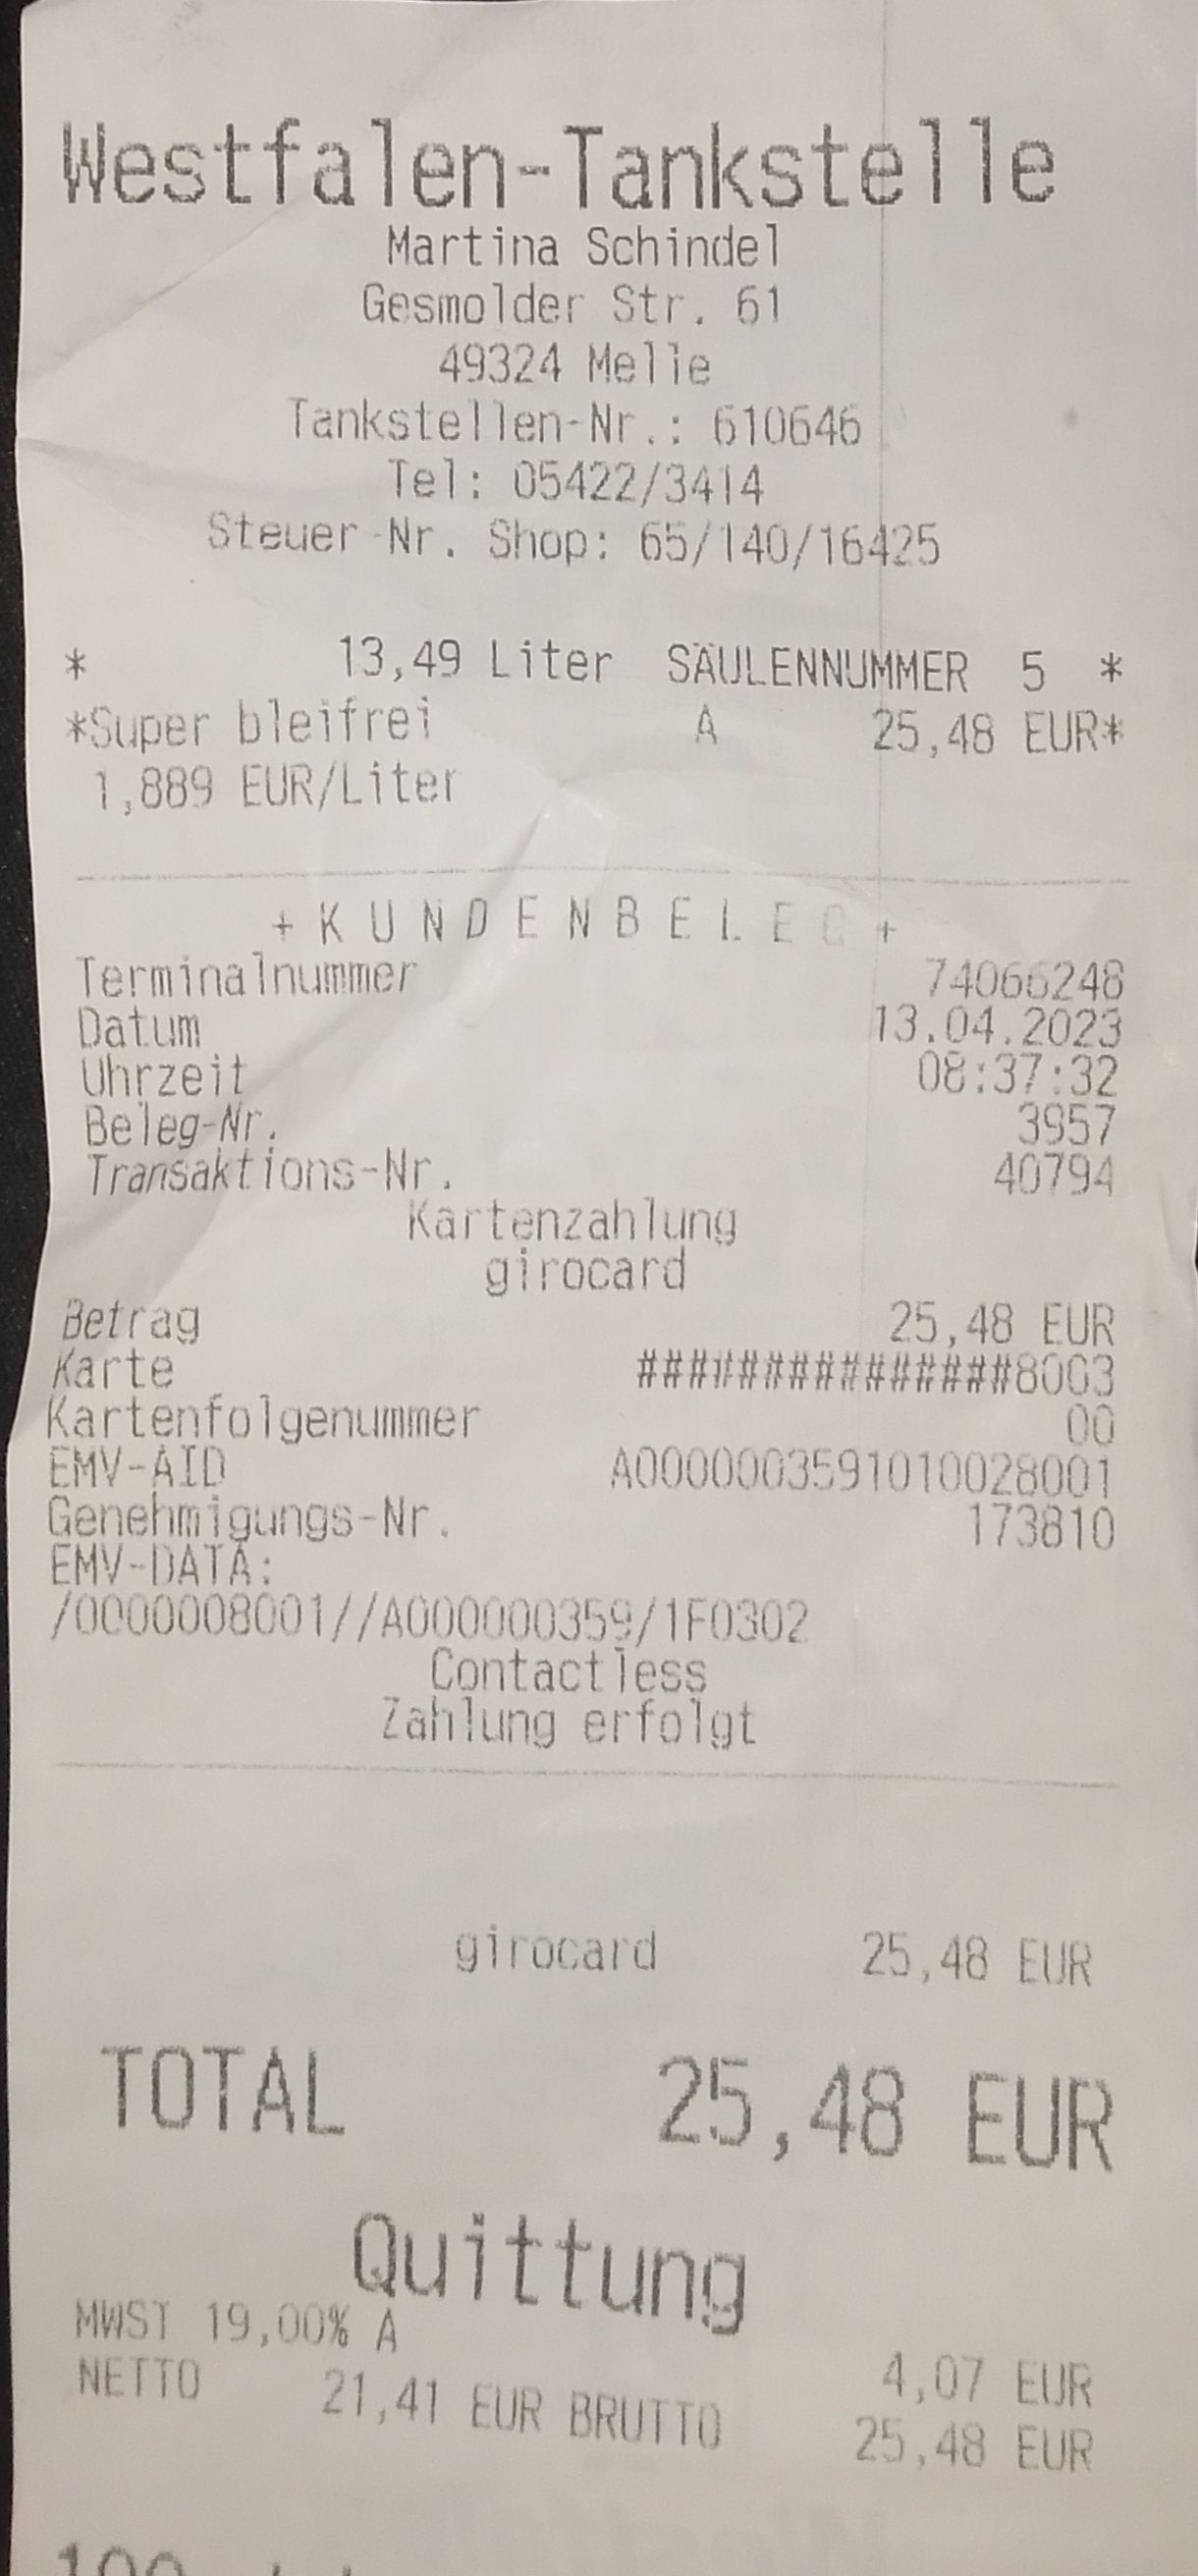 Westfalen-Tankstelle
Martina Schindel
Gesmolder Str. 61
49324 Melle
Tankstellen-Nr.: 610646
Tel: 05422/3414
Steuer-Nr. Shop: 65/140/16425
* 13,49 Liter SÄULENNUMMER 5 *
*Super bleifrei A 25,48 EUR*
1,889 EUR/Liter
+ K U N D E N B E L E G +
Terminalnummer 74066248
Datum 13.04.2023
Uhrzeit 08:37:32
Beleg-Nr. 3957
Transaktions-Nr. 40794
Kartenzahlung
girocard
Betrag 25,48 EUR
Karte ###############8003
Kartenfolgenummer 00
EMV-AID A0000003591010028001
Genehmigungs-Nr. 173810
EMV-DATA:
/0000008001//A000000359/1F0302
Contactless
Zahlung erfolgt
girocard 25,48 EUR
TOTAL 25,48 EUR
Quittung
MWST 19,00% A 4,07 EUR
NETTO 21,41 EUR BRUTTO 25,48 EUR